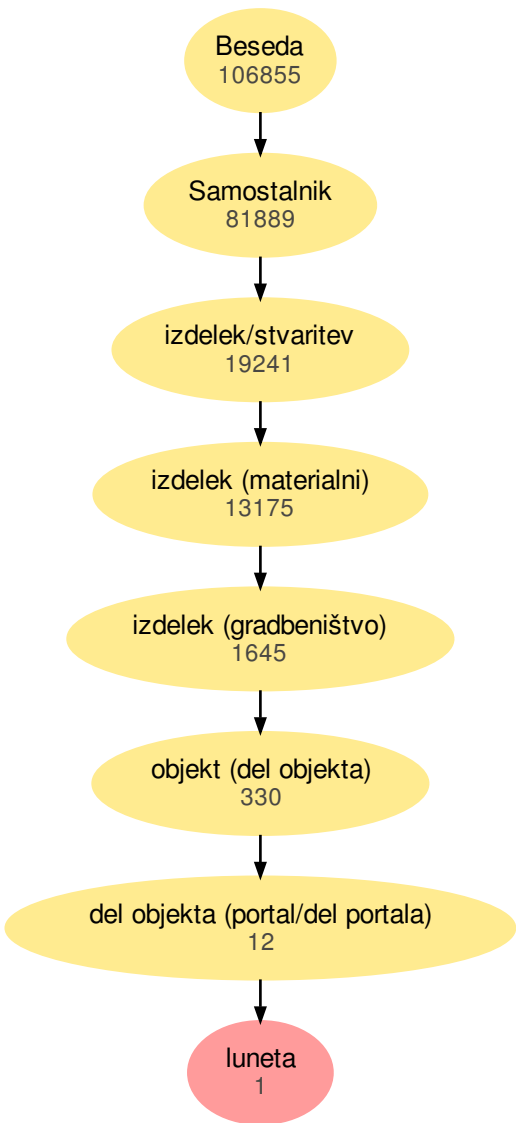 Beseda
106855
Samostalnik
81889
izdelek/stvaritev
19241
izdelek (materialni)
13175
izdelek (gradbeništvo)
1645
objekt (del objekta)
330
del objekta (portal/del portala)
12
luneta
1